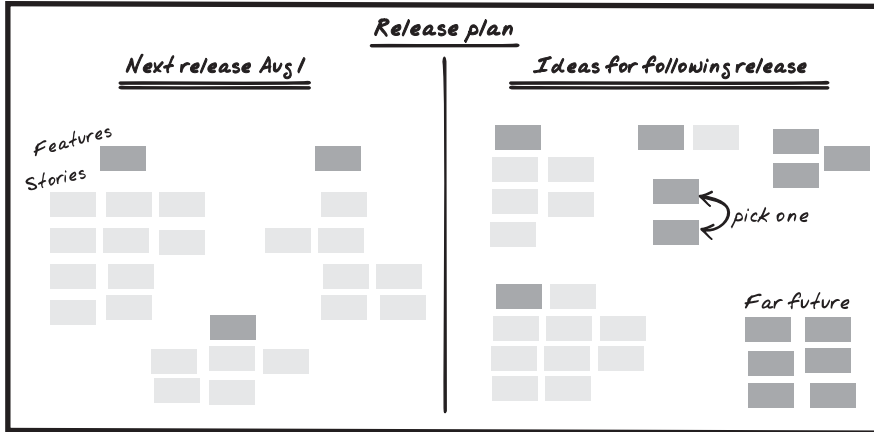 Release plan
Next release Aug 1
Ideas for following release
Features
Stories
pick one
Far future